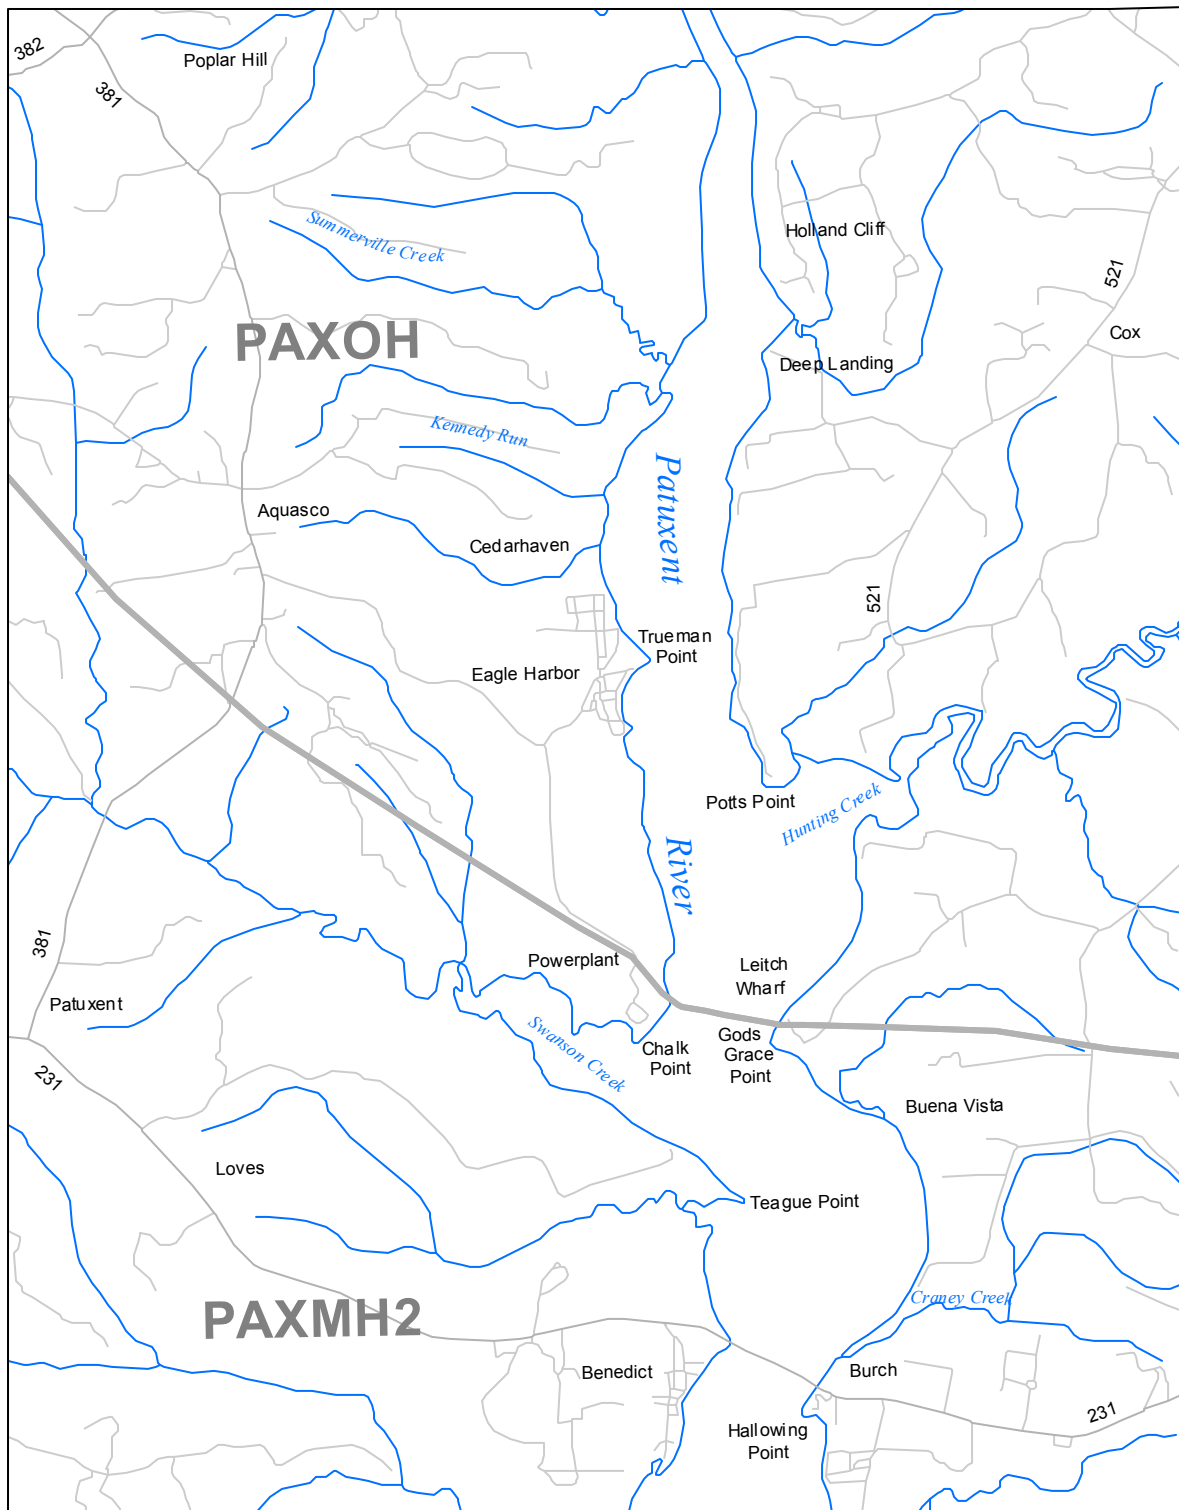 382
Poplar Hill
381
Summerville Creek
Holland Cliff
521
PAXOH
Cox
Deep Landing
Kennedy Run
Patuxent
Aquasco
Cedarhaven
521
Trueman
Point
Eagle Harbor
Potts Point
Hunting Creek
River
381
Powerplant
Leitch
Wharf
Patuxent
Swanson Creek
Chalk
Point
Gods
Grace
Point
231
Buena Vista
Loves
Teague Point
Craney Creek
PAXMH2
Benedict
Burch
231
Hallowing
Point